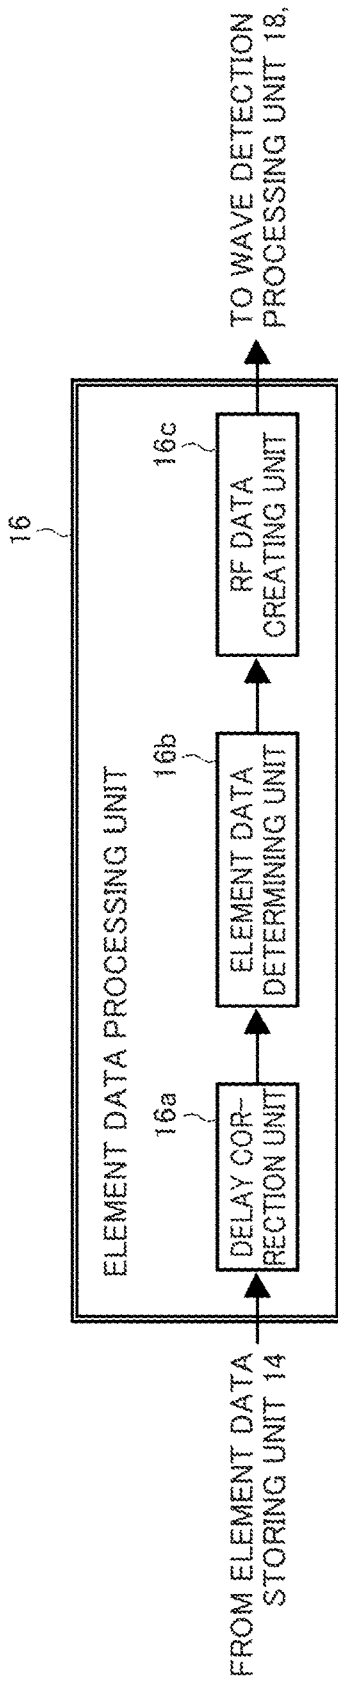 16
ELEMENT DATA PROCESSING UNIT
FROM ELEMENT DATA
STORING UNIT 14
16a
DELAY COR-
RECTION UNIT
16b
ELEMENT DATA
DETERMINING UNIT
16c
RF DATA
CREATING UNIT
TO WAVE DETECTION
PROCESSING UNIT 18,